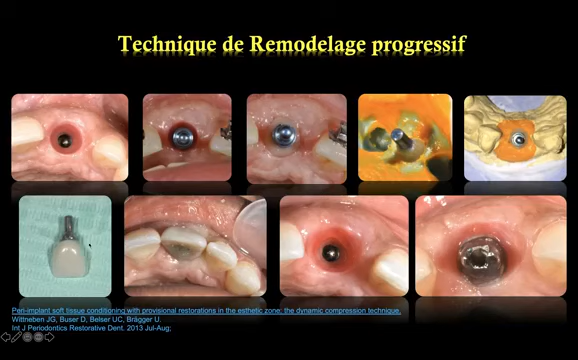 Technique de Remodelage progressif
Peri-implant soft tissue conditioning with provisional restorations in the esthetic zone: the dynamic compression technique.
Wittneben JG, Buser D, Belser UC, Brägger U.
Int J Periodontics Restorative Dent. 2013 Jul-Aug;